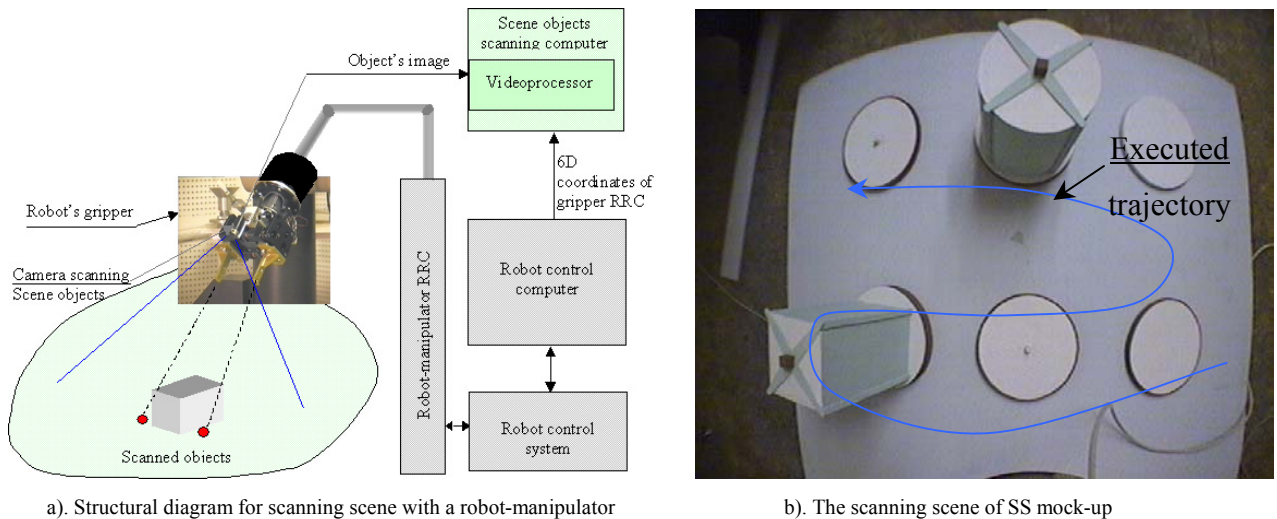 Scene objects
scanning computer
Videoprocessor
Object's image
6D
coordinates of
gripper RRC
Robot's gripper
Camera scanning
Scene objects
Robot-manipulator RRC
Robot control
computer
Robot control
system
Scanned objects
a). Structural diagram for scanning scene with a robot-manipulator
Executed
trajectory
b). The scanning scene of SS mock-up